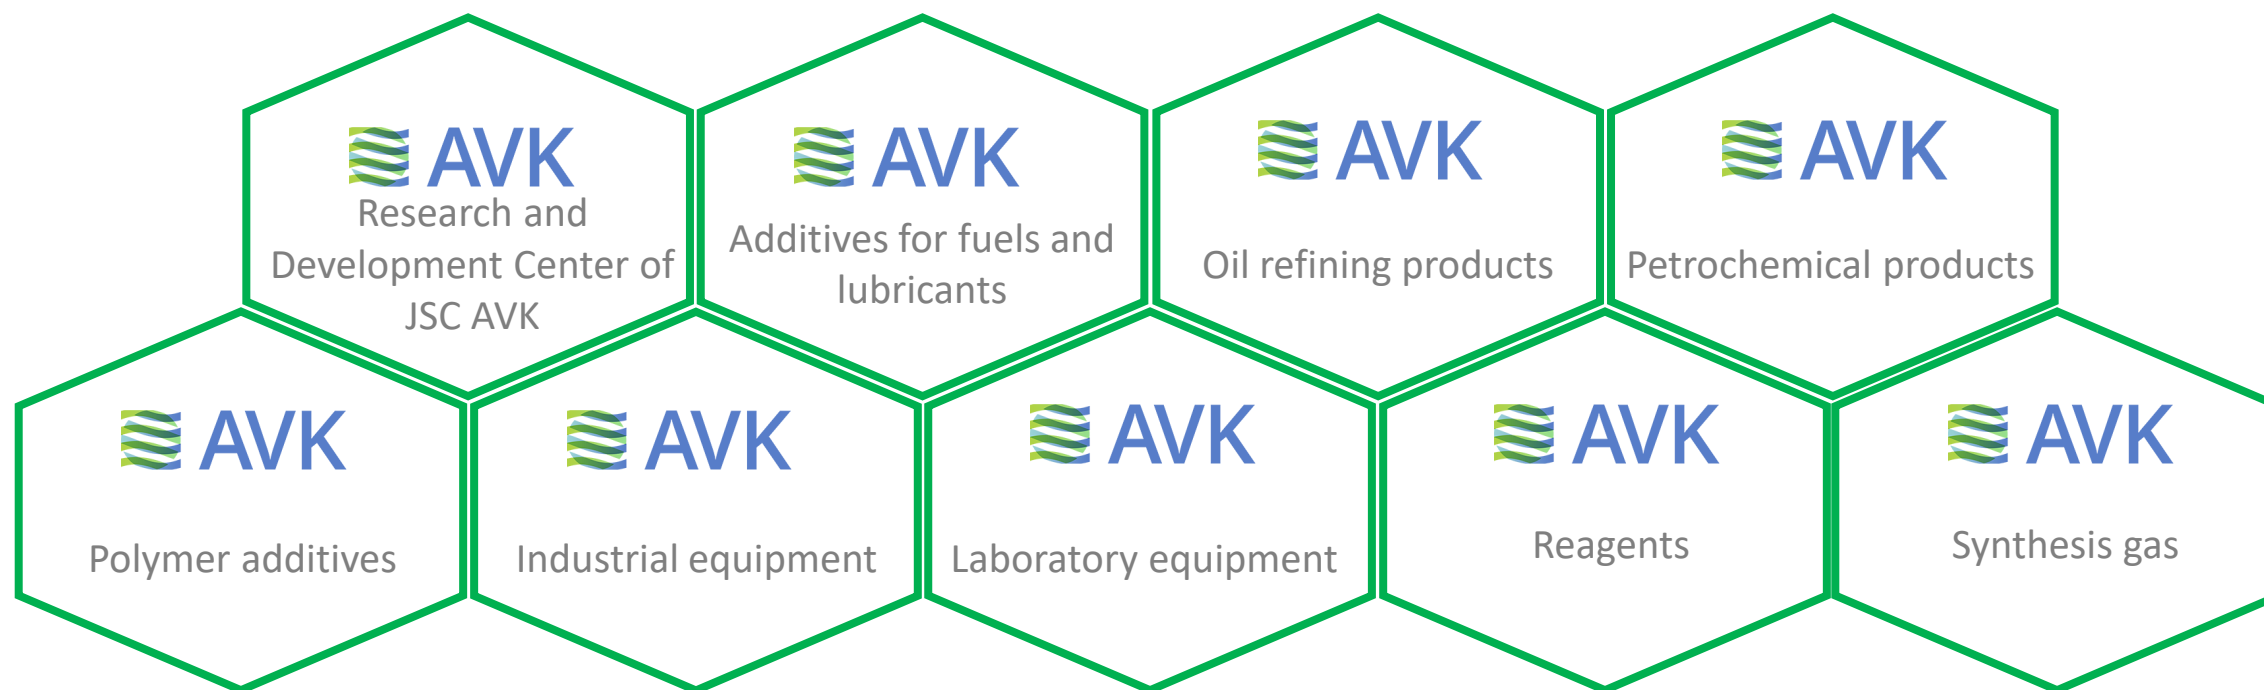 AVK
Research and
Development Center of
JSC AVK
AVK
Additives for fuels and
lubricants
AVK
Oil refining products
AVK
Petrochemical products
AVK
Polymer additives
AVK
Industrial equipment
AVK
Laboratory equipment
AVK
Reagents
AVK
Synthesis gas